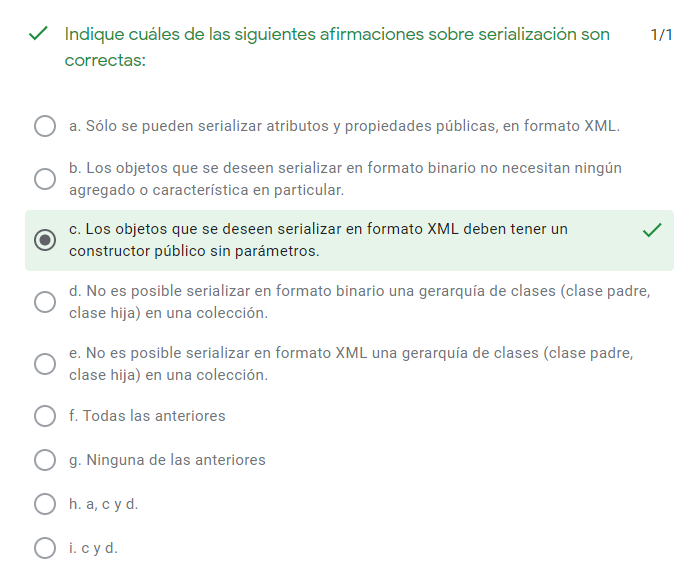 Indique cuáles de las siguientes afirmaciones sobre serialización son 1/1
correctas:
a. Sólo se pueden serializar atributos y propiedades públicas, en formato XML.
b. Los objetos que se deseen serializar en formato binario no necesitan ningún
agregado o característica en particular.
c. Los objetos que se deseen serializar en formato XML deben tener un
constructor público sin parámetros.
d. No es posible serializar en formato binario una gerarquía de clases (clase padre,
clase hija) en una colección.
e. No es posible serializar en formato XML una gerarquía de clases (clase padre,
clase hija) en una colección.
f. Todas las anteriores
g. Ninguna de las anteriores
h. a, c y d.
i. c y d.